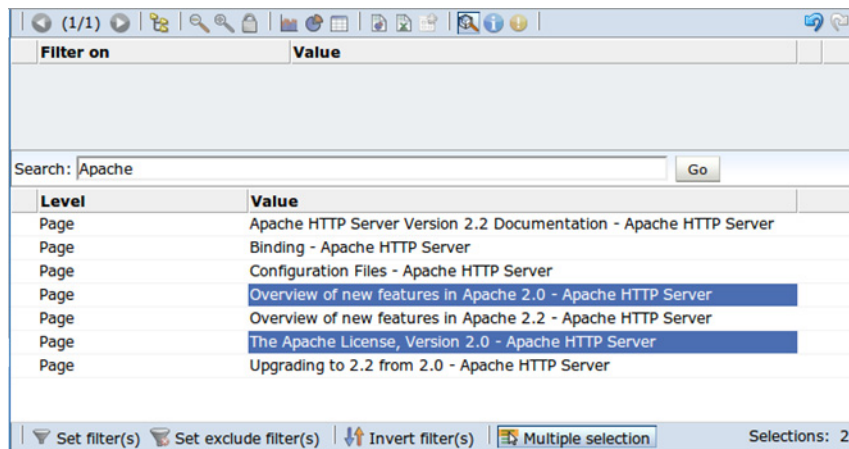 (1/1)
Filter on Value
Search: Apache Go
Level Value
Page Apache HTTP Server Version 2.2 Documentation - Apache HTTP Server
Page Binding - Apache HTTP Server
Page Configuration Files - Apache HTTP Server
Page Overview of new features in Apache 2.0 - Apache HTTP Server
Page Overview of new features in Apache 2.2 - Apache HTTP Server
Page The Apache License, Version 2.0 - Apache HTTP Server
Page Upgrading to 2.2 from 2.0 - Apache HTTP Server
Set filter(s) Set exclude filter(s) Invert filter(s) Multiple selection Selections: 2